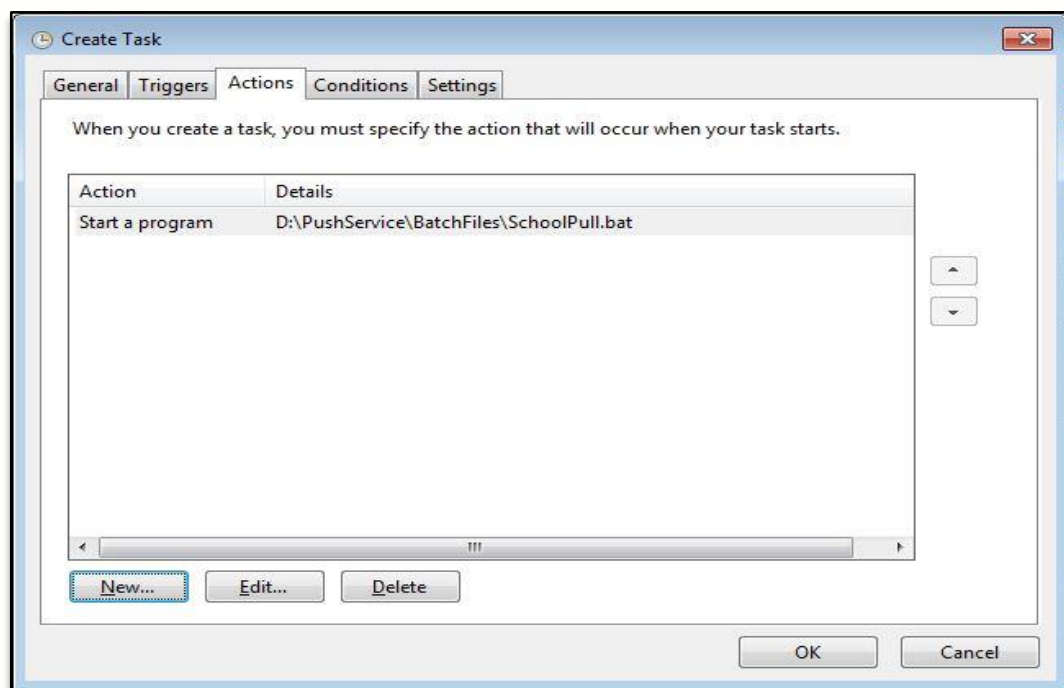 Create Task
General Triggers Actions Conditions Settings
When you create a task, you must specify the action that will occur when your task starts.
Action Details
Start a program D:\PushService\BatchFiles\SchoolPull.bat
New... Edit... Delete
OK Cancel